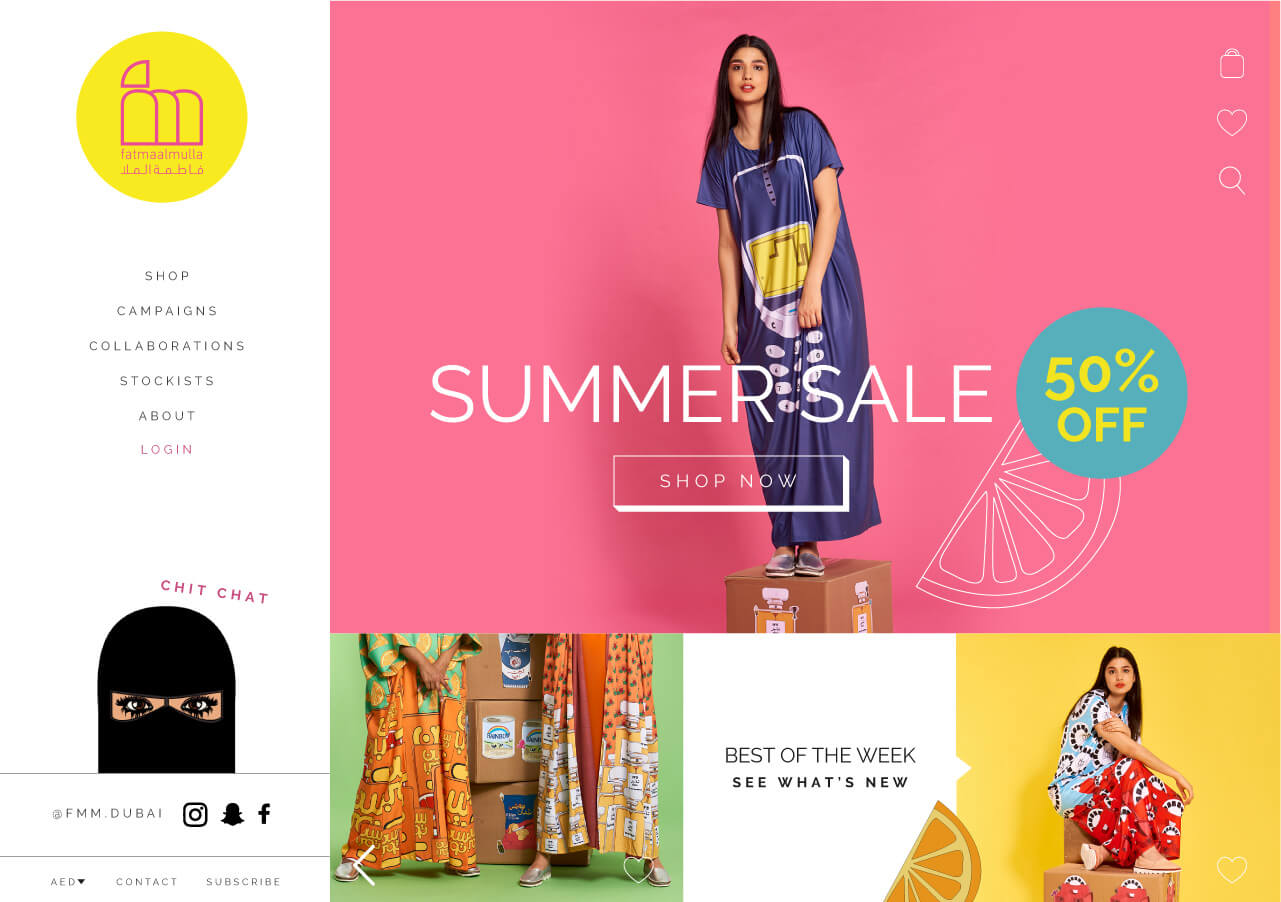 fatmaalmulla
فاطمة الملا
SHOP
CAMPAIGNS
COLLABORATIONS
STOCKISTS
ABOUT
LOGIN
CHIT CHAT
@FMM.DUBAI
AED
CONTACT
SUBSCRIBE
SUMMER SALE
50%
OFF
SHOP NOW
RAINBOW
RAINBOW
BEST OF THE WEEK
SEE WHAT'S NEW